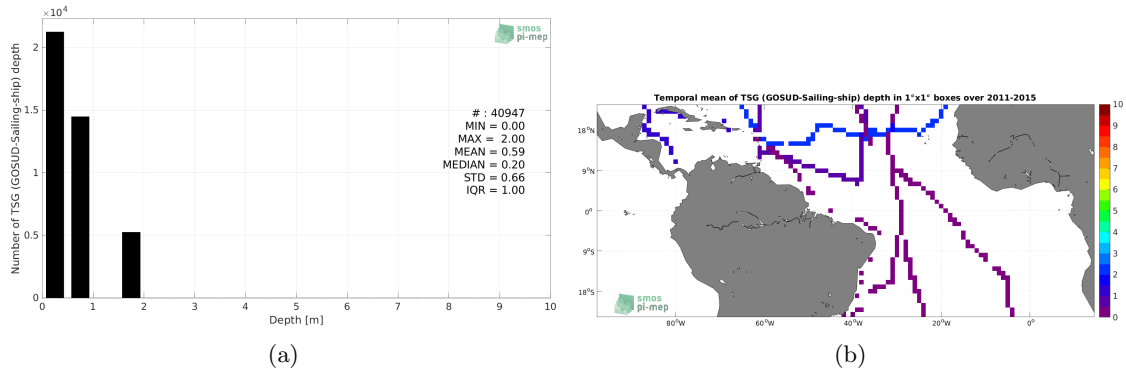 ×10⁴
2
1.5
1
0.5
0
Number of TSG (GOSUD-Sailing-ship) depth
smos
pi-mep
# : 40947
MIN = 0.00
MAX = 2.00
MEAN = 0.59
MEDIAN = 0.20
STD = 0.66
IQR = 1.00
0 1 2 3 4 5 6 7 8 9 10
Depth [m]
(a)
Temporal mean of TSG (GOSUD-Sailing-ship) depth in 1°x1° boxes over 2011-2015
18°N
9°N
0°
9°S
18°S
smos
pi-mep
80°W 60°W 40°W 20°W 0°
10
9
8
7
6
5
4
3
2
1
0
(b)